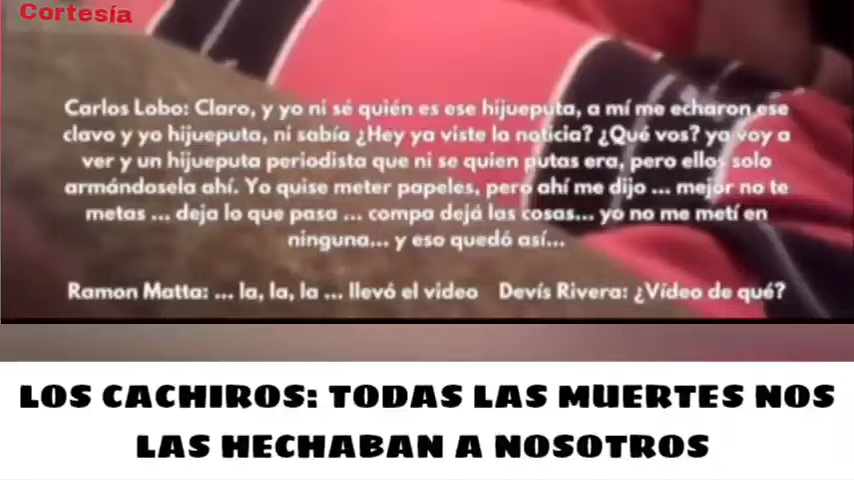 Cortesía
Carlos Lobo: Claro, y yo ni sé quién es ese hijueputa, a mí me echaron ese
clavo y yo hijueputa, ni sabía ¿Hey ya viste la noticia? ¿Qué vos? ya voy a
ver y un hijueputa periodista que ni se quien putas era, pero ellos solo
armándosela ahí. Yo quise meter papeles, pero ahí me dijo ... mejor no te
metas ... deja lo que pasa ... compa dejá las cosas... yo no me metí en
ninguna... y eso quedó así...
Ramon Matta: ... la, la, la ... llevó el video Devís Rivera: ¿Vídeo de qué?
LOS CACHIROS: TODAS LAS MUERTES NOS
LAS HECHABAN A NOSOTROS